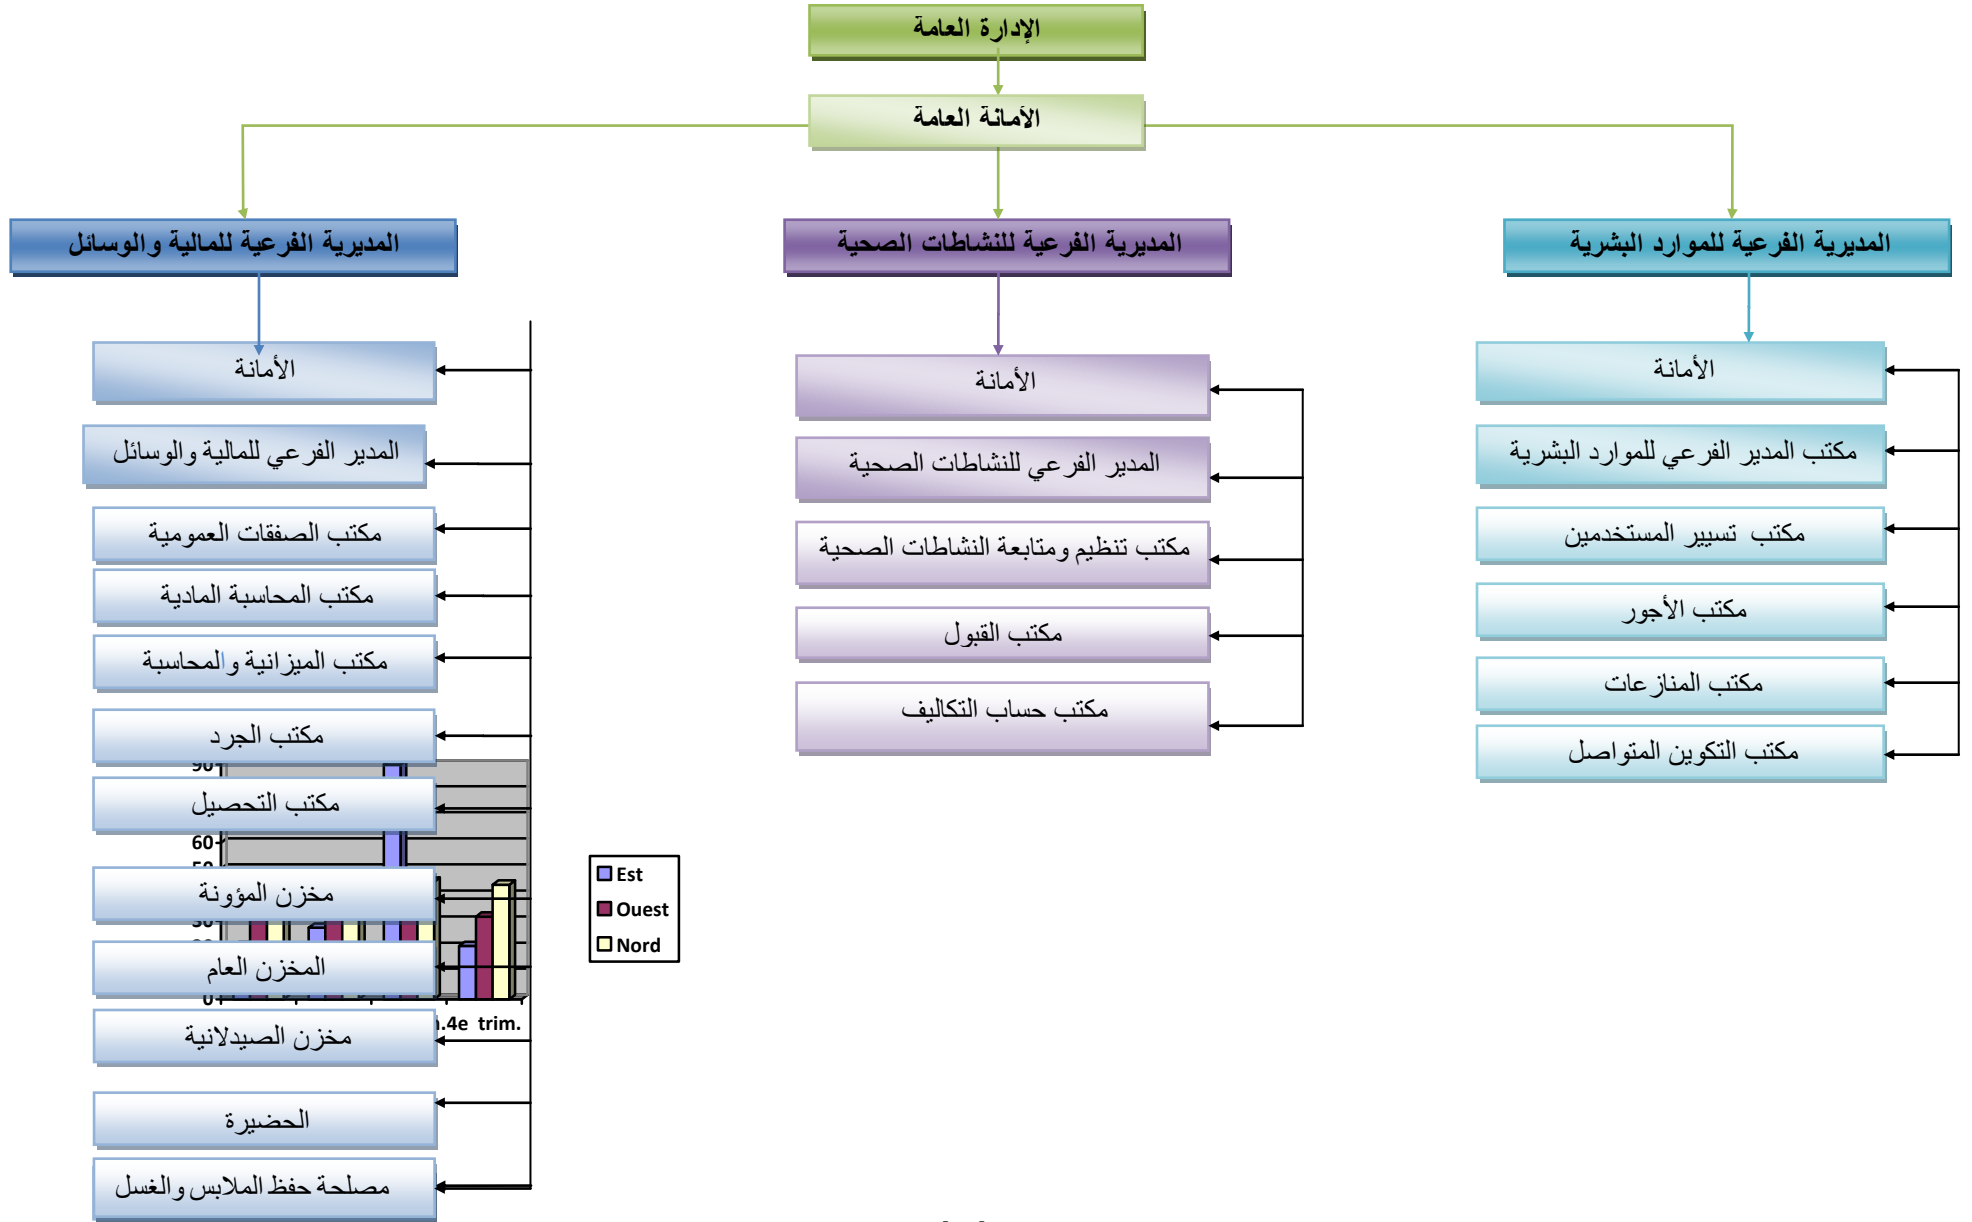 الإدارة العامة
الأمانة العامة
المديرية الفرعية للموارد البشرية
المديرية الفرعية للنشاطات الصحية
المديرية الفرعية للمالية والوسائل
الأمانة
مكتب المدير الفرعي للموارد البشرية
مكتب تسيير المستخدمين
مكتب الأجور
مكتب المنازعات
مكتب التكوين المتواصل
الأمانة
المدير الفرعي للنشاطات الصحية
مكتب تنظيم ومتابعة النشاطات الصحية
مكتب القبول
مكتب حساب التكاليف
الأمانة
المدير الفرعي للمالية والوسائل
مكتب الصفقات العمومية
مكتب المحاسبة المادية
مكتب الميزانية والمحاسبة
مكتب الجرد
90
مكتب التحصيل
60
مخزن المؤونة
المخزن العام
0
4e trim.
مخزن الصيدلانية
الحضيرة
مصلحة حفظ الملابس والغسل
Est
Ouest
Nord